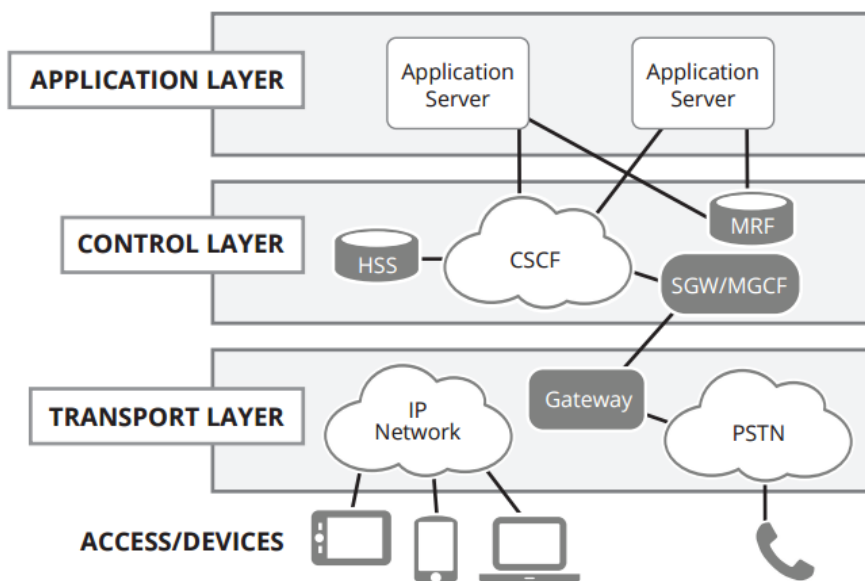 APPLICATION LAYER
Application
Server
Application
Server
CONTROL LAYER
HSS
CSCF
MRF
SGW/MGCF
TRANSPORT LAYER
IP
Network
Gateway
PSTN
ACCESS/DEVICES